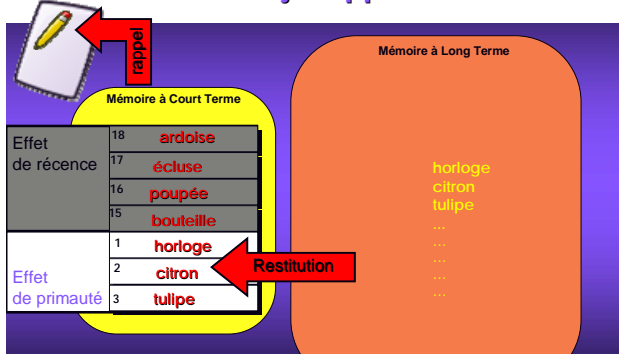 rappel
Mémoire à Long Terme
Mémoire à Court Terme
Effet
de récence
18 ardoise
17 écluse
16 poupée
15 bouteille
Effet
de primauté
1 horloge
2 citron
3 tulipe
Restitution
horloge
citron
tulipe
...
...
...
...